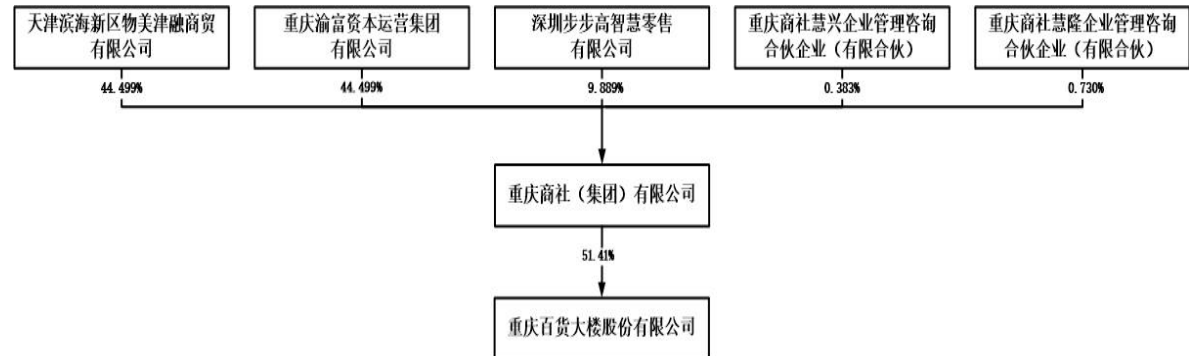 天津滨海新区物美津融商贸
有限公司
重庆渝富资本运营集团
有限公司
深圳步步高智慧零售
有限公司
重庆商社慧兴企业管理咨询
合伙企业（有限合伙）
重庆商社慧隆企业管理咨询
合伙企业（有限合伙）
44.499%
44.499%
9.889%
0.383%
0.730%
重庆商社（集团）有限公司
51.41%
重庆百货大楼股份有限公司